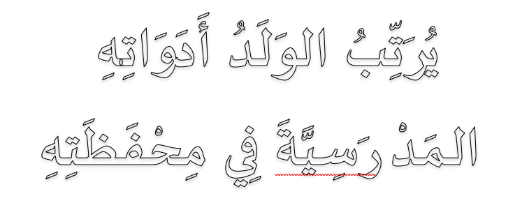 يُرَتِّبُ الوَلَدُ أَدَوَاتِهِ
المَدْرَسِيَّةَ فِي مِحْفَظَتِهِ